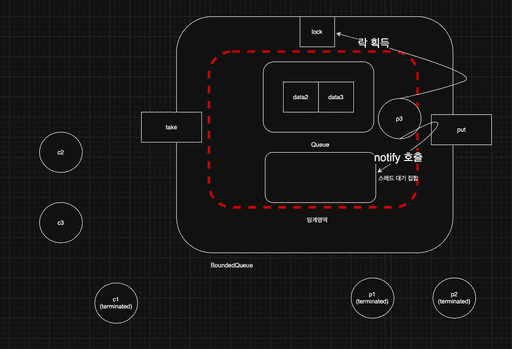 lock
락 획득
data2
data3
p3
take
put
Queue
notify 호출
스레드 대기 집합
c2
c3
임계영역
BoundedQueue
c1
(terminated)
p1
(terminated)
p2
(terminated)